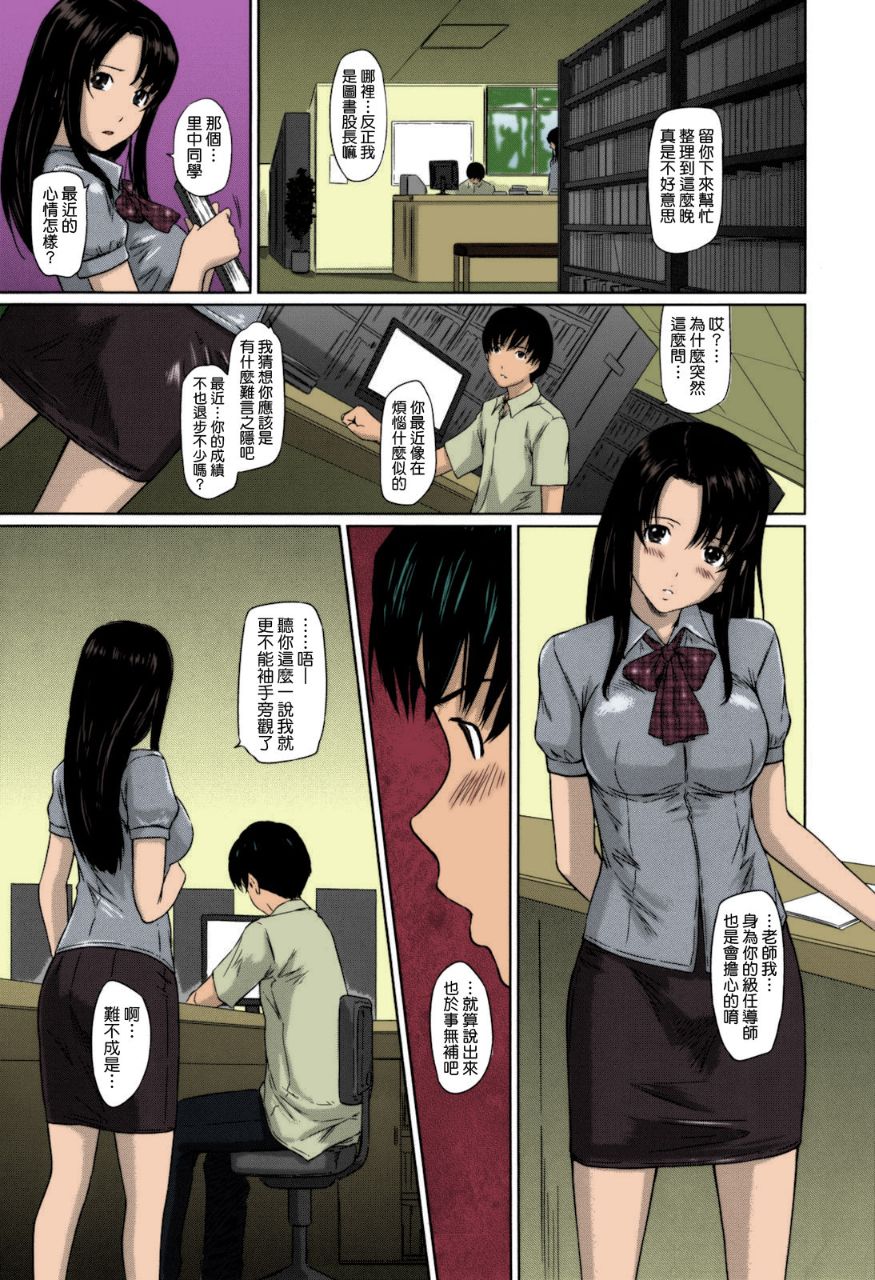 留你下來幫忙
整理到這麼晚
真是不好意思
哪裡…反正我
是圖書股長嘛
那個…
里中同學
最近的
心情怎樣？
哎？…
為什麼突然
這麼問…
你最近像在
煩惱什麼似的
我猜想你應該是
有什麼難言之隱吧
最近…你的成績
不也退步不少嗎？
…老師我…
身為你的級任導師
也是會擔心的唷
…就算說出來
也於事無補吧
……唔—
聽你這麼一說我就
更不能袖手旁觀了
啊…
難不成是…